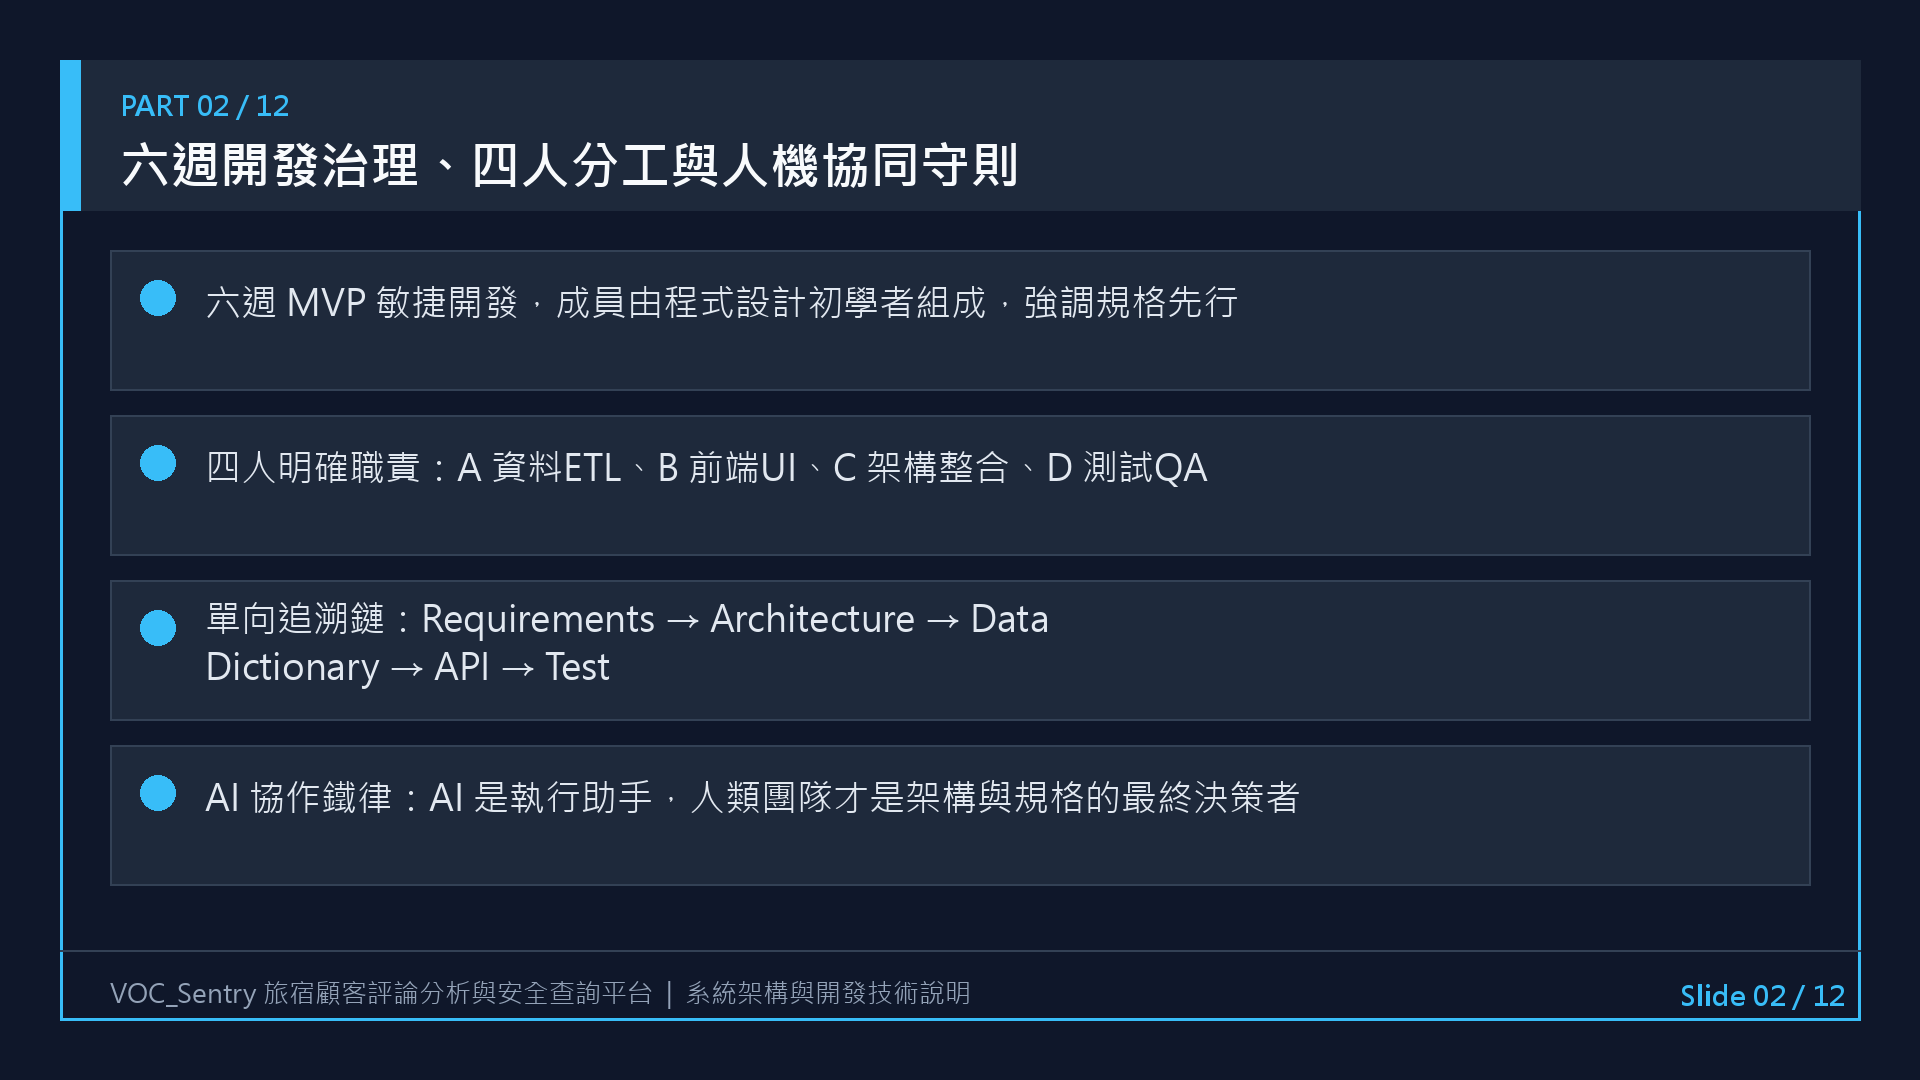 PART 02 / 12
六週開發治理、四人分工與人機協同守則
六週 MVP 敏捷開發，成員由程式設計初學者組成，強調規格先行
四人明確職責：A 資料ETL、B 前端UI、C 架構整合、D 測試QA
單向追溯鏈：Requirements → Architecture → Data
Dictionary → API → Test
AI 協作鐵律：AI 是執行助手，人類團隊才是架構與規格的最終決策者
VOC_Sentry 旅宿顧客評論分析與安全查詢平台 | 系統架構與開發技術說明
Slide 02 / 12